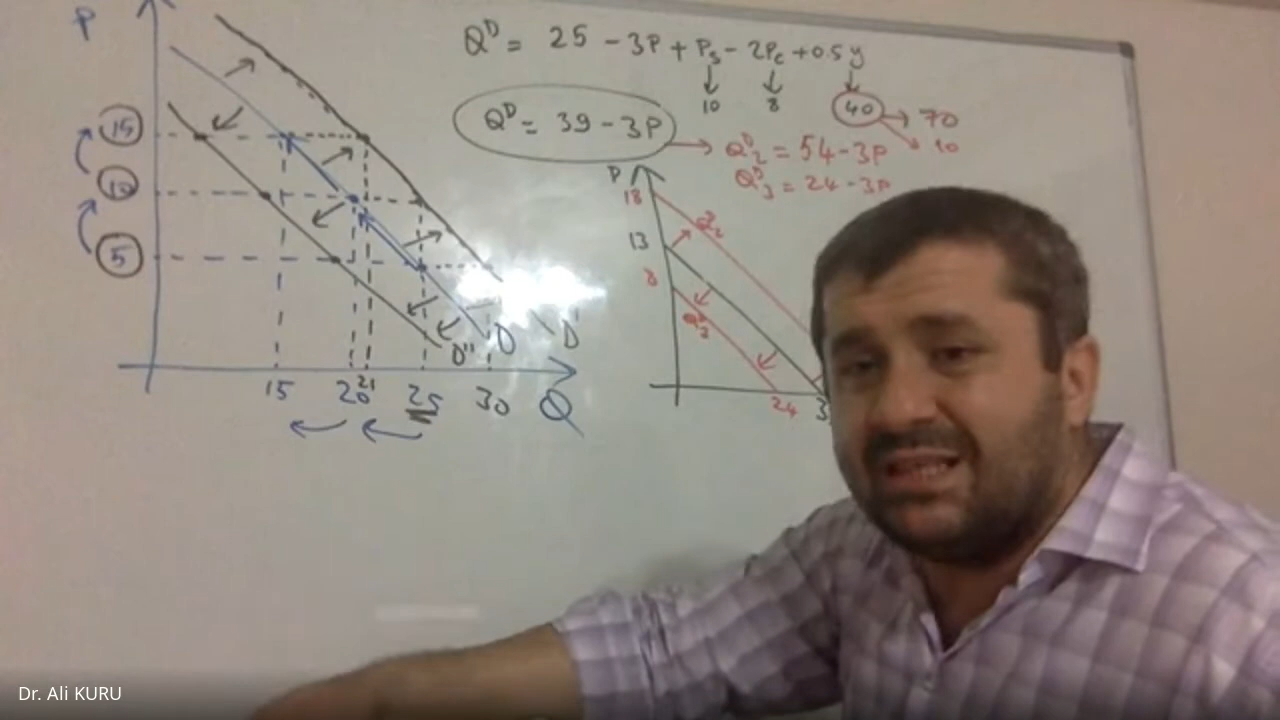 P
15
10
5
15 20 21 25 30 Q
D" D D'
Q^D = 25 - 3P + P_s - 2P_c + 0.5y
10 8 40 → 70
10
Q^D = 39 - 3P
Q^D_2 = 54 - 3P
Q^D_3 = 24 - 3P
P
18
13
8
24 3
Dr. Ali KURU